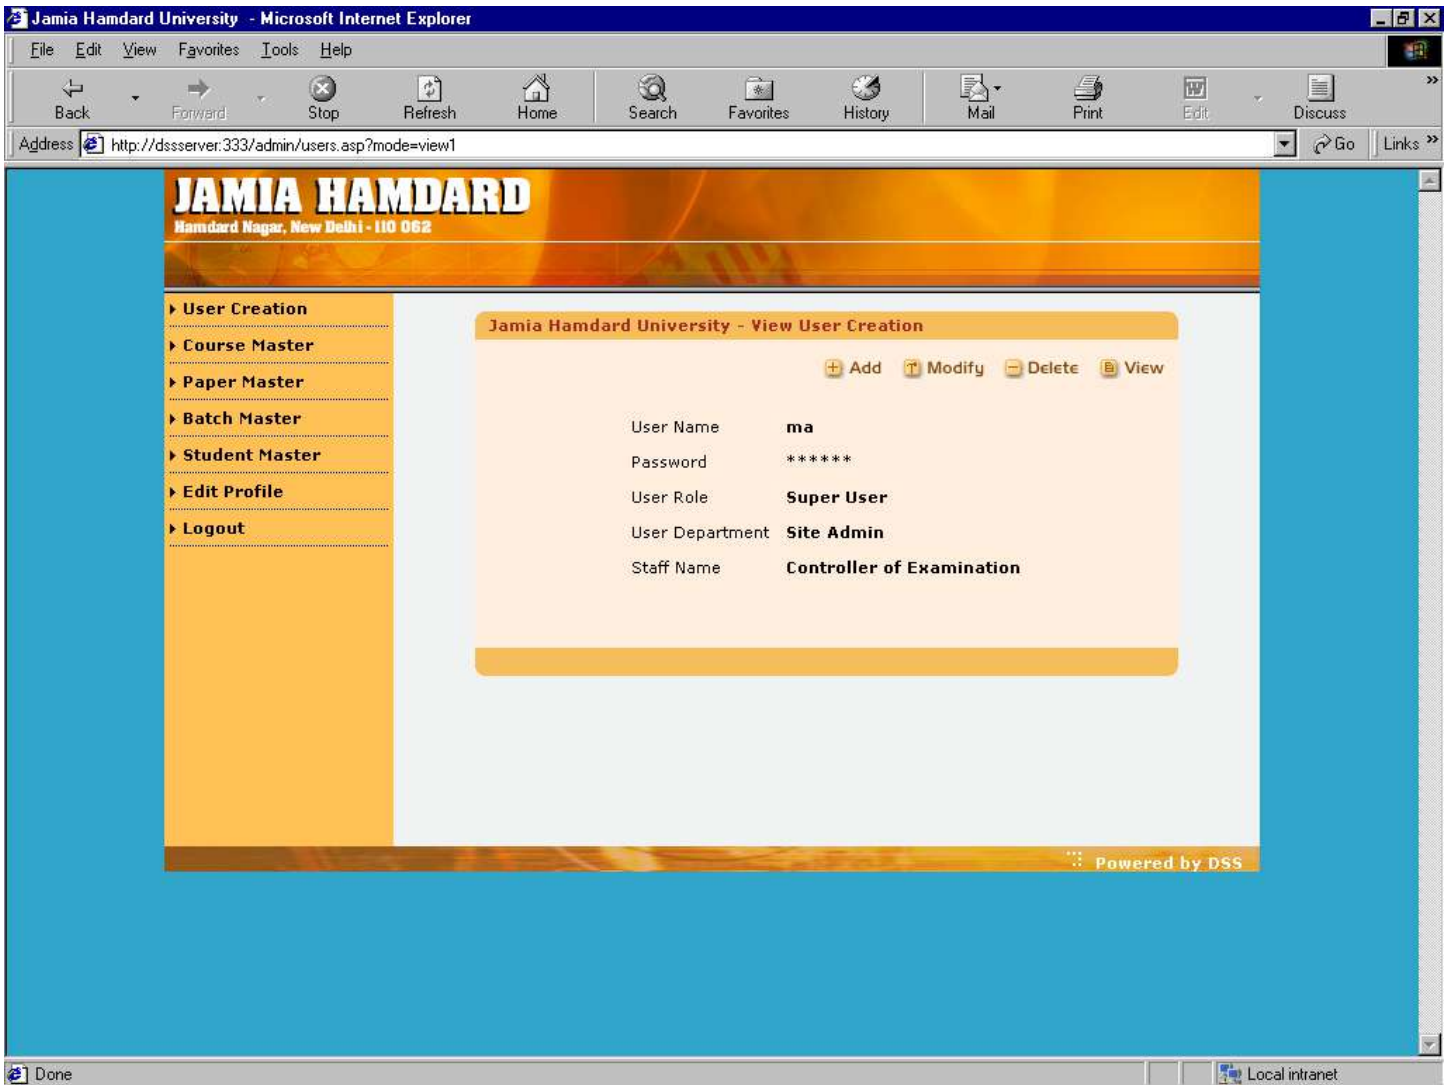 Jamia Hamdard University - Microsoft Internet Explorer
File Edit View Favorites Tools Help
Back Forward Stop Refresh Home Search Favorites History Mail Print Edit Discuss »
Address http://dssserver:333/admin/users.asp?mode=view1 Go Links »
JAMIA HAMDARD
Hamdard Nagar, New Delhi - 110 062
User Creation
Course Master
Paper Master
Batch Master
Student Master
Edit Profile
Logout
Jamia Hamdard University - View User Creation
Add Modify Delete View
User Name ma
Password ******
User Role Super User
User Department Site Admin
Staff Name Controller of Examination
Powered by DSS
Done Local intranet